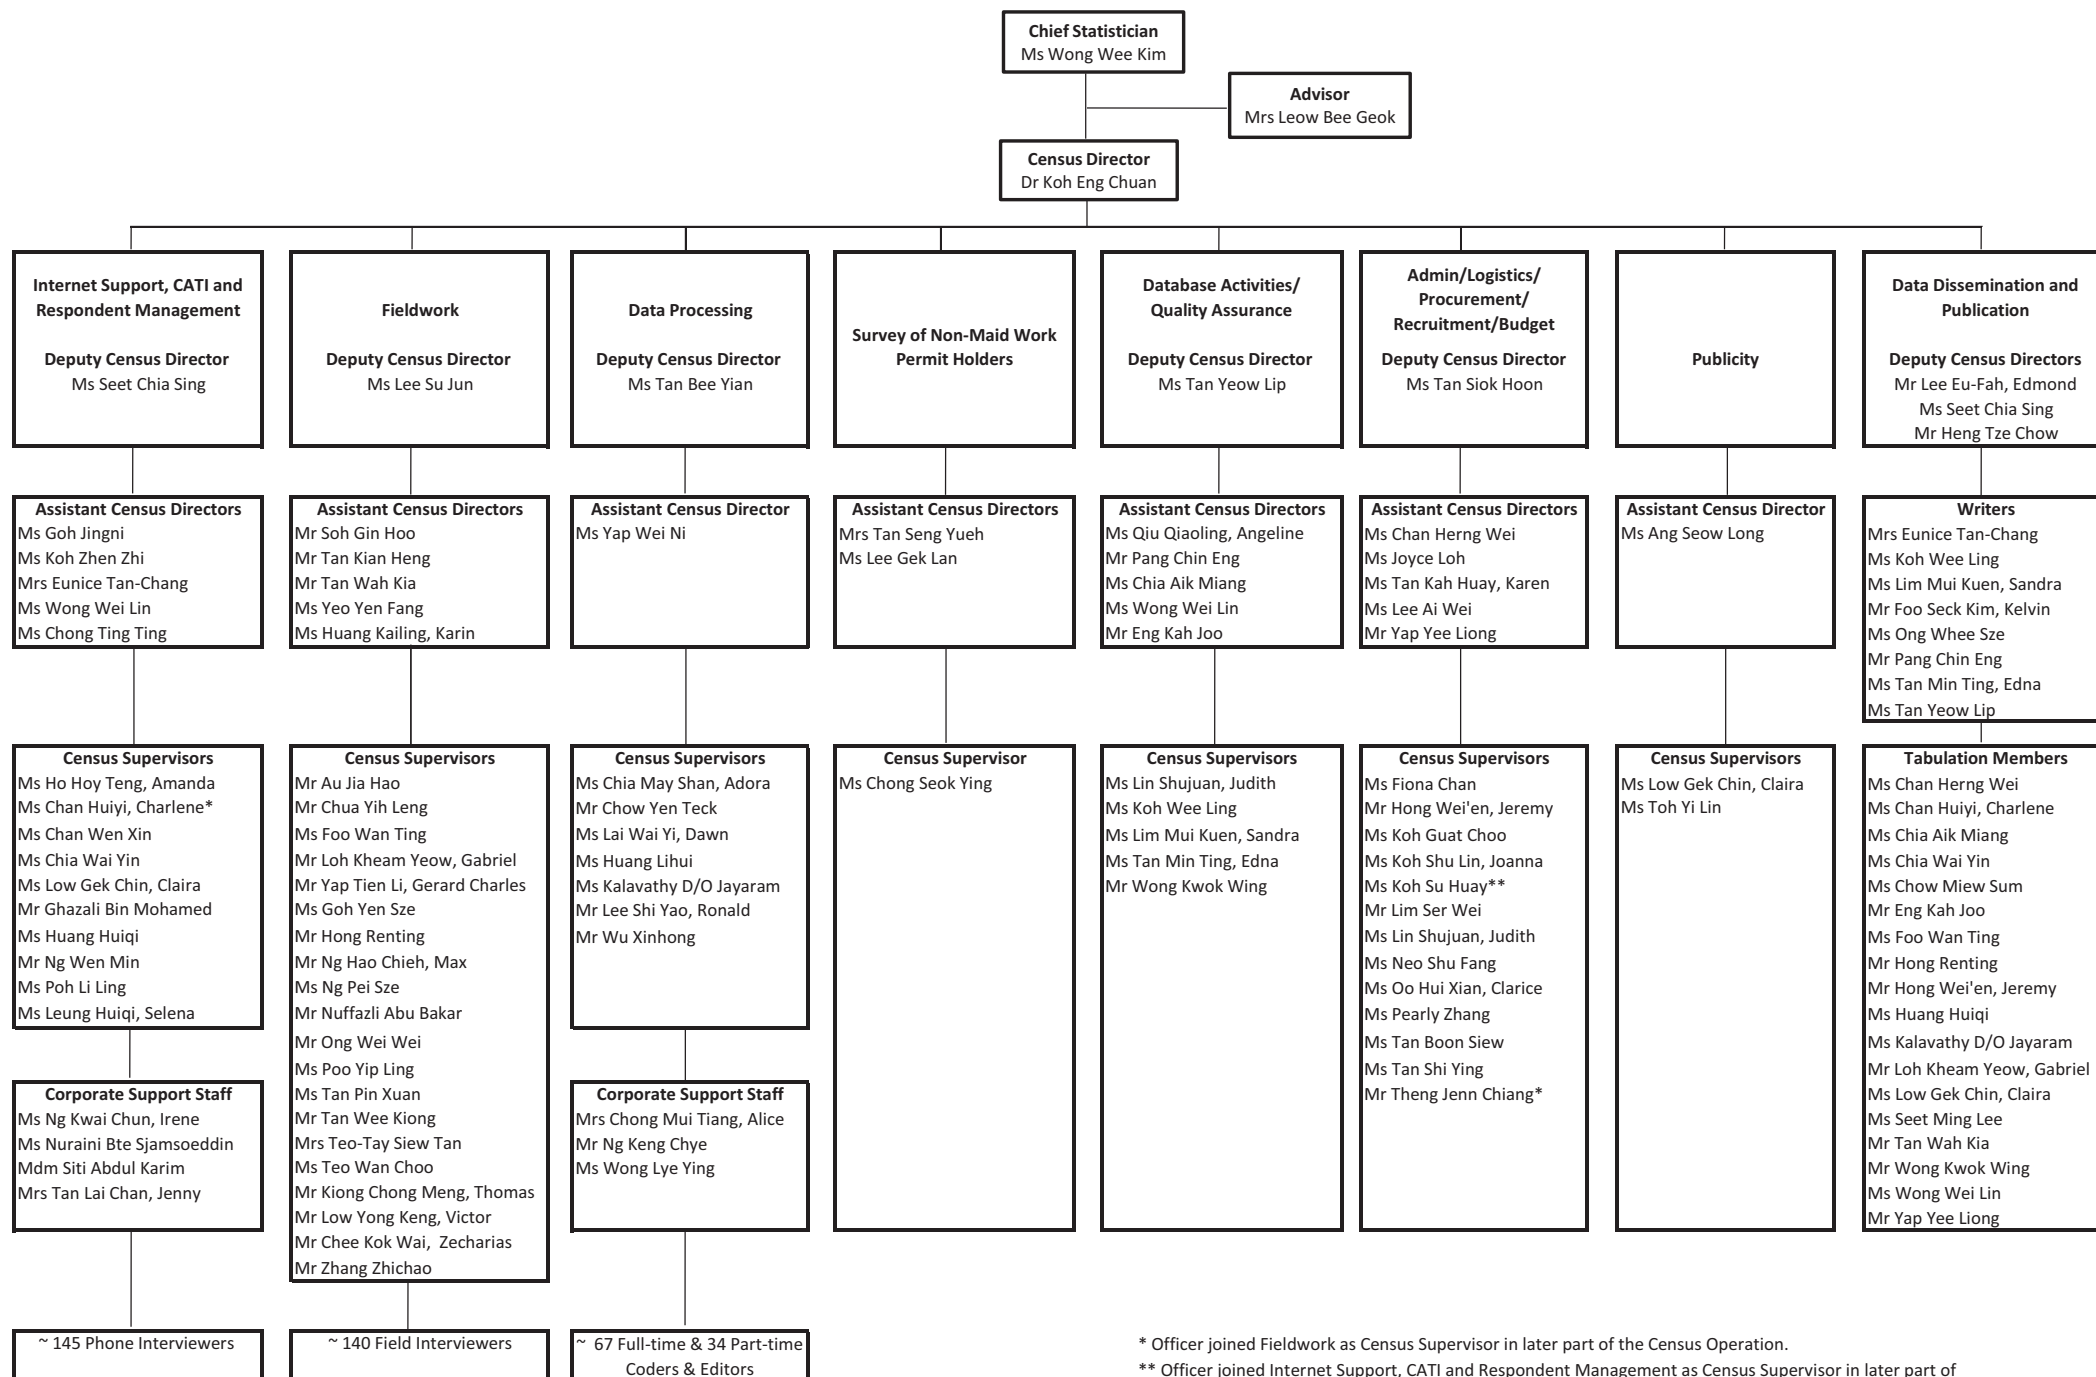 Chief Statistician
Ms Wong Wee Kim
Advisor
Mrs Leow Bee Geok
Census Director
Dr Koh Eng Chuan
Internet Support, CATI and
Respondent Management
Deputy Census Director
Ms Seet Chia Sing
Fieldwork
Deputy Census Director
Ms Lee Su Jun
Data Processing
Deputy Census Director
Ms Tan Bee Yian
Survey of Non-Maid Work
Permit Holders
Database Activities/
Quality Assurance
Deputy Census Director
Ms Tan Yeow Lip
Admin/Logistics/
Procurement/
Recruitment/Budget
Deputy Census Director
Ms Tan Siok Hoon
Publicity
Data Dissemination and
Publication
Deputy Census Directors
Mr Lee Eu-Fah, Edmond
Ms Seet Chia Sing
Mr Heng Tze Chow
Assistant Census Directors
Ms Goh Jingni
Ms Koh Zhen Zhi
Mrs Eunice Tan-Chang
Ms Wong Wei Lin
Ms Chong Ting Ting
Assistant Census Directors
Mr Soh Gin Hoo
Mr Tan Kian Heng
Mr Tan Wah Kia
Ms Yeo Yen Fang
Ms Huang Kailing, Karin
Assistant Census Director
Ms Yap Wei Ni
Assistant Census Directors
Mrs Tan Seng Yueh
Ms Lee Gek Lan
Assistant Census Directors
Ms Qiu Qiaoling, Angeline
Mr Pang Chin Eng
Ms Chia Aik Miang
Ms Wong Wei Lin
Mr Eng Kah Joo
Assistant Census Directors
Ms Chan Herng Wei
Ms Joyce Loh
Ms Tan Kah Huay, Karen
Ms Lee Ai Wei
Mr Yap Yee Liong
Assistant Census Director
Ms Ang Seow Long
Writers
Mrs Eunice Tan-Chang
Ms Koh Wee Ling
Ms Lim Mui Kuen, Sandra
Mr Foo Seck Kim, Kelvin
Ms Ong Whee Sze
Mr Pang Chin Eng
Ms Tan Min Ting, Edna
Ms Tan Yeow Lip
Census Supervisors
Ms Ho Hoy Teng, Amanda
Ms Chan Huiyi, Charlene*
Ms Chan Wen Xin
Ms Chia Wai Yin
Ms Low Gek Chin, Claira
Mr Ghazali Bin Mohamed
Ms Huang Huiqi
Mr Ng Wen Min
Ms Poh Li Ling
Ms Leung Huiqi, Selena
Census Supervisors
Mr Au Jia Hao
Mr Chua Yih Leng
Ms Foo Wan Ting
Mr Loh Kheam Yeow, Gabriel
Mr Yap Tien Li, Gerard Charles
Ms Goh Yen Sze
Mr Hong Renting
Mr Ng Hao Chieh, Max
Ms Ng Pei Sze
Mr Nuffazli Abu Bakar
Mr Ong Wei Wei
Ms Poo Yip Ling
Ms Tan Pin Xuan
Mr Tan Wee Kiong
Mrs Teo-Tay Siew Tan
Ms Teo Wan Choo
Mr Kiong Chong Meng, Thomas
Mr Low Yong Keng, Victor
Mr Chee Kok Wai, Zecharias
Mr Zhang Zhichao
Census Supervisors
Ms Chia May Shan, Adora
Mr Chow Yen Teck
Ms Lai Wai Yi, Dawn
Ms Huang Lihui
Ms Kalavathy D/O Jayaram
Mr Lee Shi Yao, Ronald
Mr Wu Xinhong
Census Supervisor
Ms Chong Seok Ying
Census Supervisors
Ms Lin Shujuan, Judith
Ms Koh Wee Ling
Ms Lim Mui Kuen, Sandra
Ms Tan Min Ting, Edna
Mr Wong Kwok Wing
Census Supervisors
Ms Fiona Chan
Mr Hong Wei'en, Jeremy
Ms Koh Guat Choo
Ms Koh Shu Lin, Joanna
Ms Koh Su Huay**
Mr Lim Ser Wei
Ms Lin Shujuan, Judith
Ms Neo Shu Fang
Ms Oo Hui Xian, Clarice
Ms Pearly Zhang
Ms Tan Boon Siew
Ms Tan Shi Ying
Mr Theng Jenn Chiang*
Census Supervisors
Ms Low Gek Chin, Claira
Ms Toh Yi Lin
Tabulation Members
Ms Chan Herng Wei
Ms Chan Huiyi, Charlene
Ms Chia Aik Miang
Ms Chia Wai Yin
Ms Chow Miew Sum
Mr Eng Kah Joo
Ms Foo Wan Ting
Mr Hong Renting
Mr Hong Wei'en, Jeremy
Ms Huang Huiqi
Ms Kalavathy D/O Jayaram
Mr Loh Kheam Yeow, Gabriel
Ms Low Gek Chin, Claira
Ms Seet Ming Lee
Mr Tan Wah Kia
Mr Wong Kwok Wing
Ms Wong Wei Lin
Mr Yap Yee Liong
Corporate Support Staff
Ms Ng Kwai Chun, Irene
Ms Nuraini Bte Sjamsoeddin
Mdm Siti Abdul Karim
Mrs Tan Lai Chan, Jenny
Corporate Support Staff
Mrs Chong Mui Tiang, Alice
Mr Ng Keng Chye
Ms Wong Lye Ying
~ 145 Phone Interviewers
~ 140 Field Interviewers
~ 67 Full-time & 34 Part-time
Coders & Editors
* Officer joined Fieldwork as Census Supervisor in later part of the Census Operation.
** Officer joined Internet Support, CATI and Respondent Management as Census Supervisor in later part of